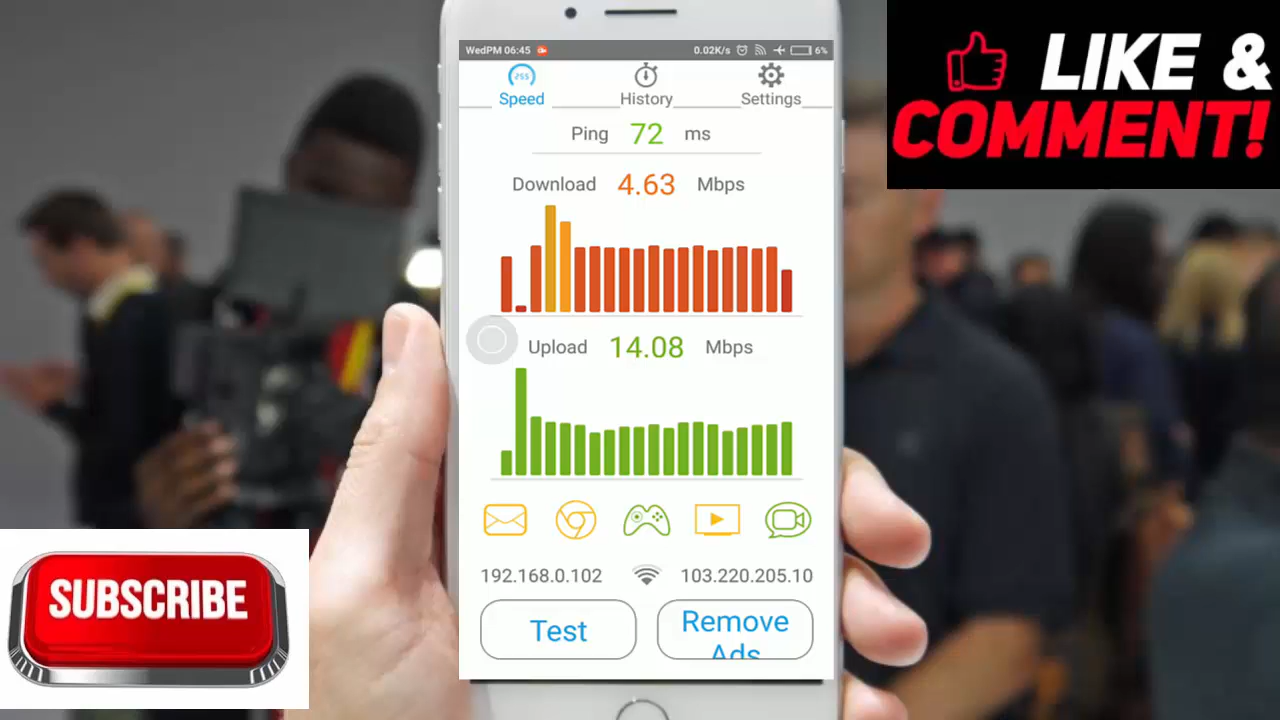 WedPM 06:45
0.02K/s
6%
LIKE &
COMMENT!
255
Speed
History
Settings
Ping 72 ms
Download 4.63 Mbps
Upload 14.08 Mbps
192.168.0.102
103.220.205.10
Test
Remove
Ads
SUBSCRIBE